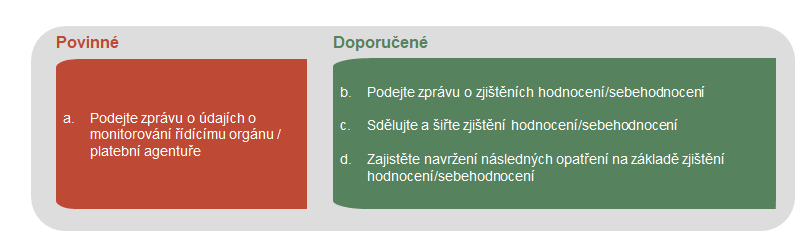 Povinné
a. Podejte zprávu o údajích o
monitorování řídícímu orgánu /
platební agentuře
Doporučené
b. Podejte zprávu o zjištěních hodnocení/sebehodnocení
c. Sdělujte a šiřte zjištění hodnocení/sebehodnocení
d. Zajistěte navržení následných opatření na základě zjištění
hodnocení/sebehodnocení